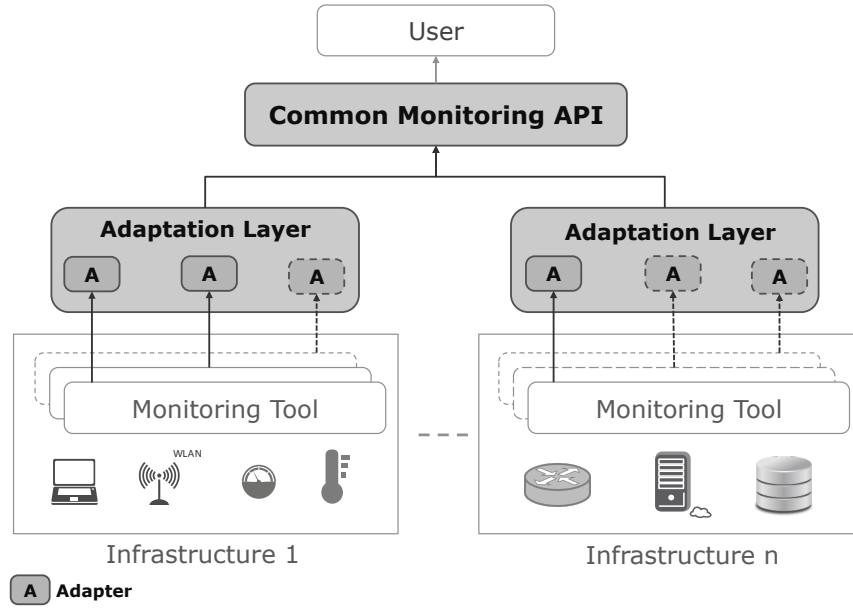 User
Common Monitoring API
Adaptation Layer
A
A
A
Adaptation Layer
A
A
A
Monitoring Tool
WLAN
Monitoring Tool
Infrastructure 1
Infrastructure n
A Adapter